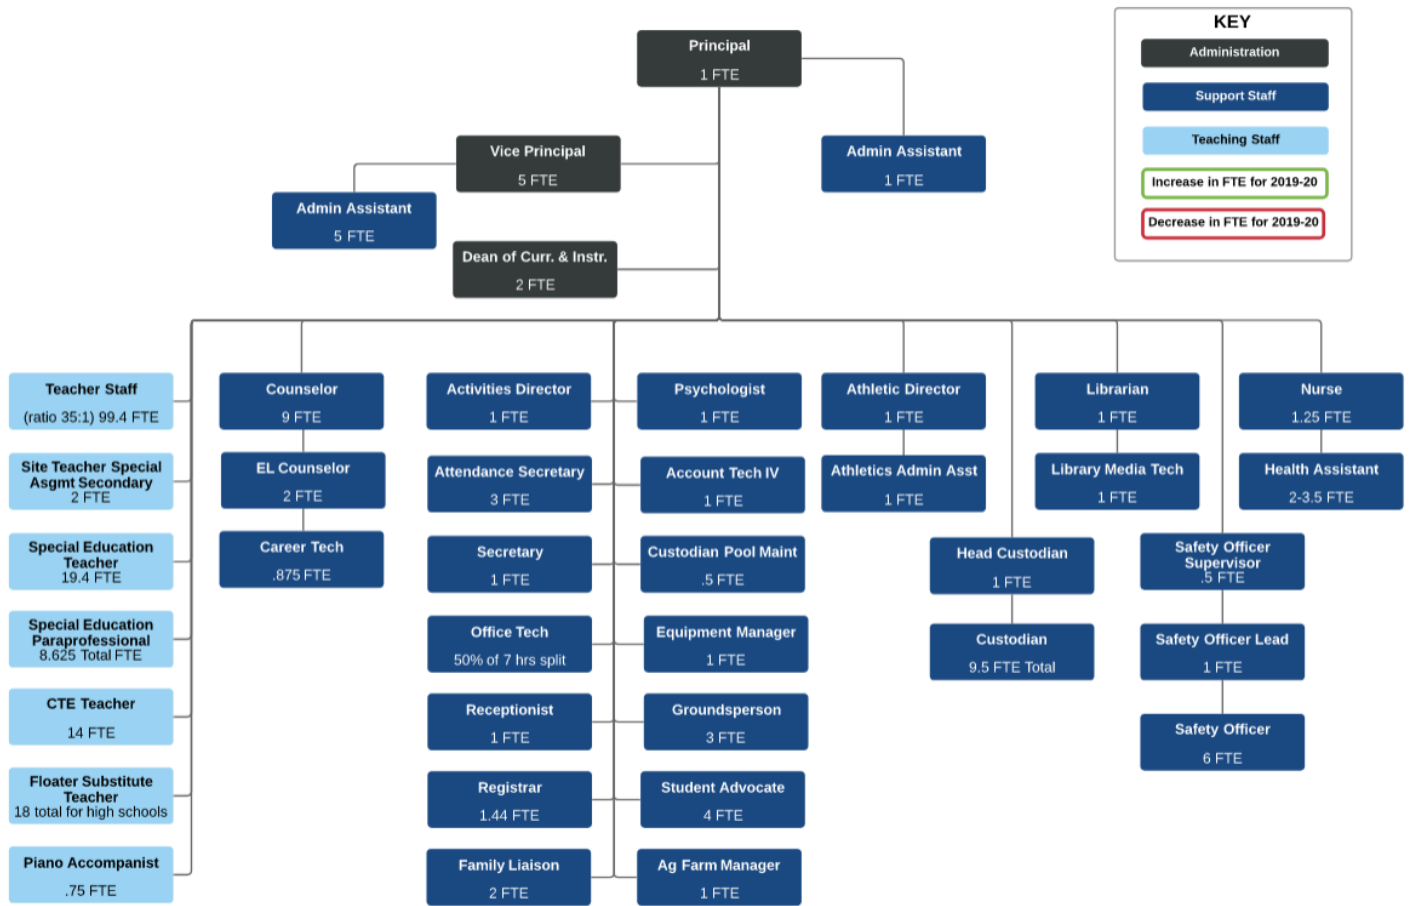 Principal
1 FTE
KEY
Administration
Support Staff
Teaching Staff
Increase in FTE for 2019-20
Decrease in FTE for 2019-20
Vice Principal
5 FTE
Admin Assistant
1 FTE
Admin Assistant
5 FTE
Dean of Curr. & Instr.
2 FTE
Teacher Staff
(ratio 35:1) 99.4 FTE
Site Teacher Special
Asgmt Secondary
2 FTE
Special Education
Teacher
19.4 FTE
Special Education
Paraprofessional
8.625 Total FTE
CTE Teacher
14 FTE
Floater Substitute
Teacher
18 total for high schools
Piano Accompanist
.75 FTE
Counselor
9 FTE
EL Counselor
2 FTE
Career Tech
.875 FTE
Activities Director
1 FTE
Attendance Secretary
3 FTE
Secretary
1 FTE
Office Tech
50% of 7 hrs split
Receptionist
1 FTE
Registrar
1.44 FTE
Family Liaison
2 FTE
Psychologist
1 FTE
Account Tech IV
1 FTE
Custodian Pool Maint
.5 FTE
Equipment Manager
1 FTE
Groundsperson
3 FTE
Student Advocate
4 FTE
Ag Farm Manager
1 FTE
Athletic Director
1 FTE
Athletics Admin Asst
1 FTE
Head Custodian
1 FTE
Custodian
9.5 FTE Total
Librarian
1 FTE
Library Media Tech
1 FTE
Safety Officer
Supervisor
.5 FTE
Safety Officer Lead
1 FTE
Safety Officer
6 FTE
Nurse
1.25 FTE
Health Assistant
2-3.5 FTE